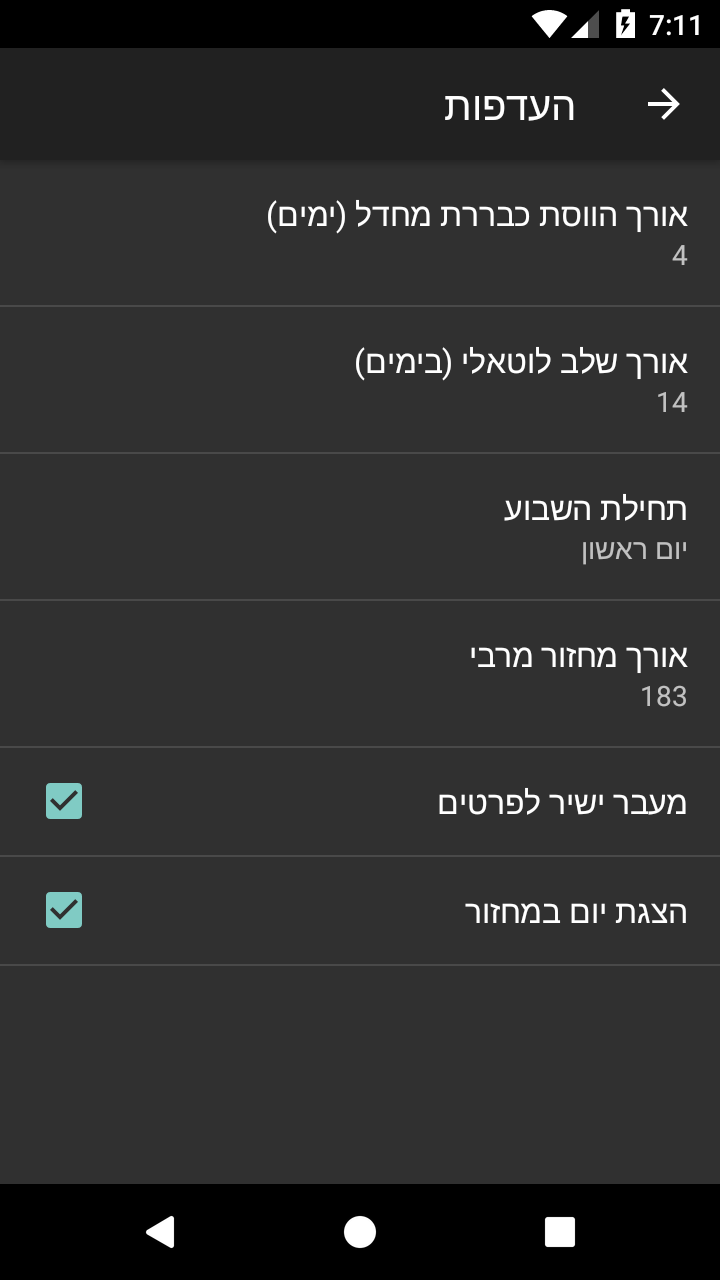 7:11
העדפות
אורך הווסת כבררת מחדל (ימים)
4
אורך שלב לוטאלי (בימים)
14
תחילת השבוע
יום ראשון
אורך מחזור מרבי
183
מעבר ישיר לפרטים
הצגת יום במחזור